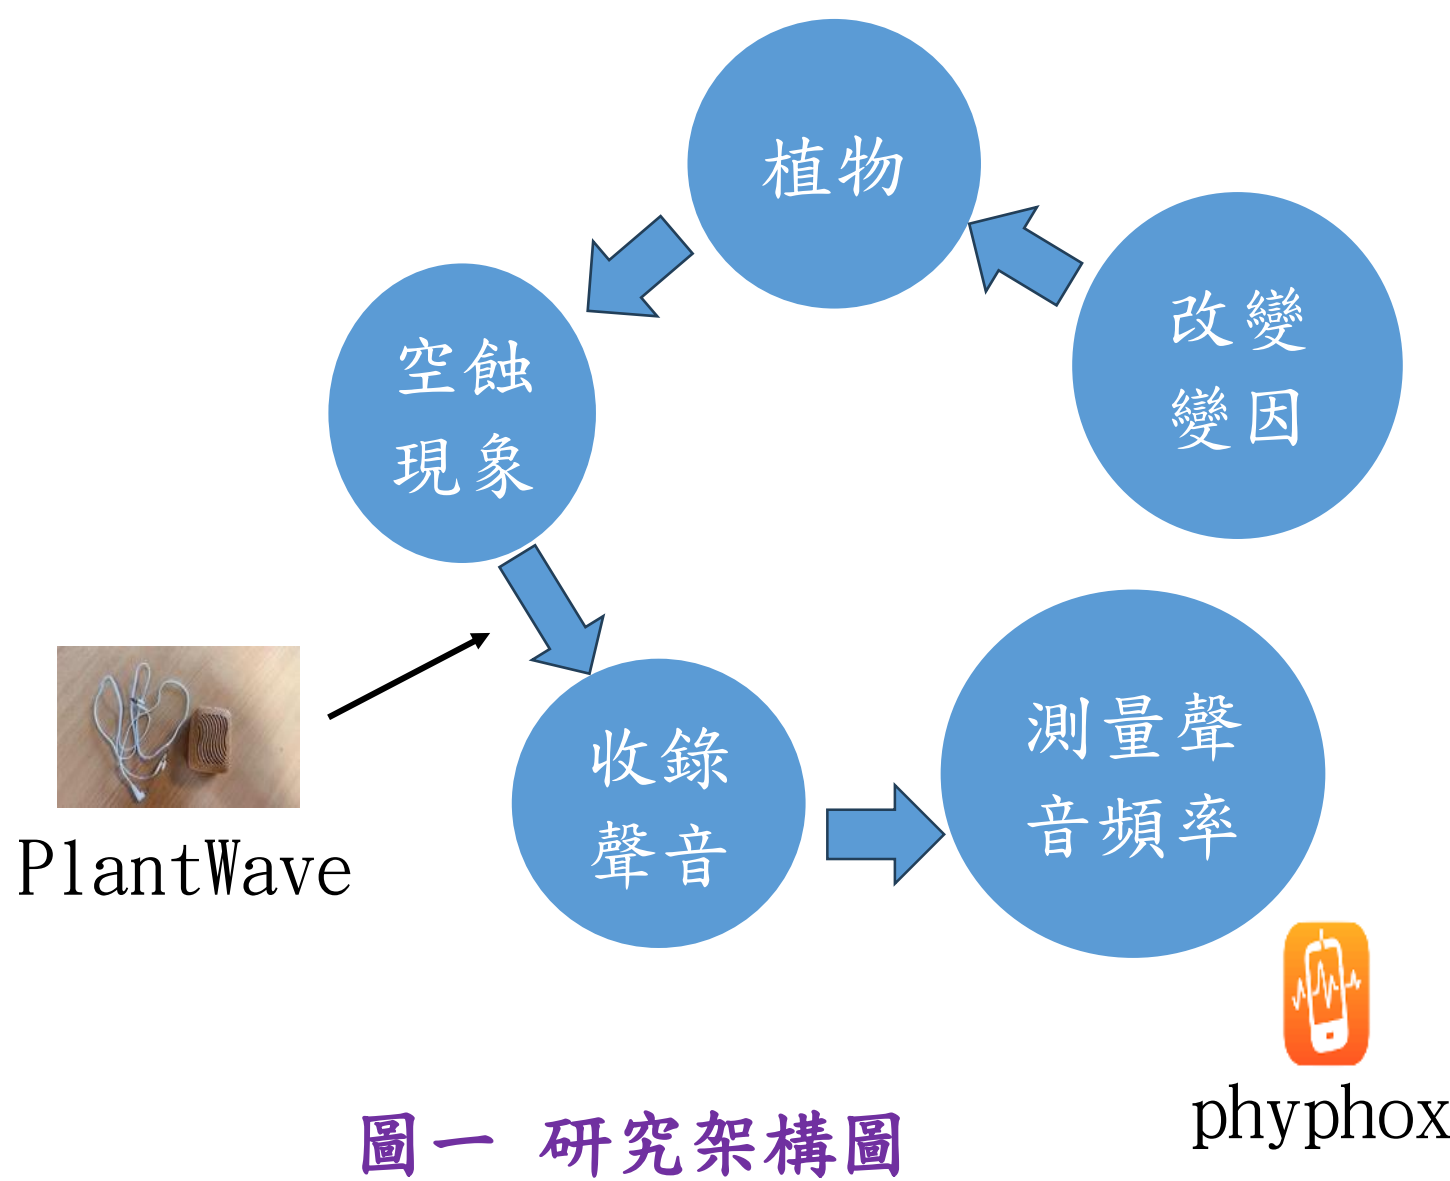 植物
改變
變因
空蝕
現象
收錄
聲音
測量聲
音頻率
PlantWave
phyphox
圖一 研究架構圖